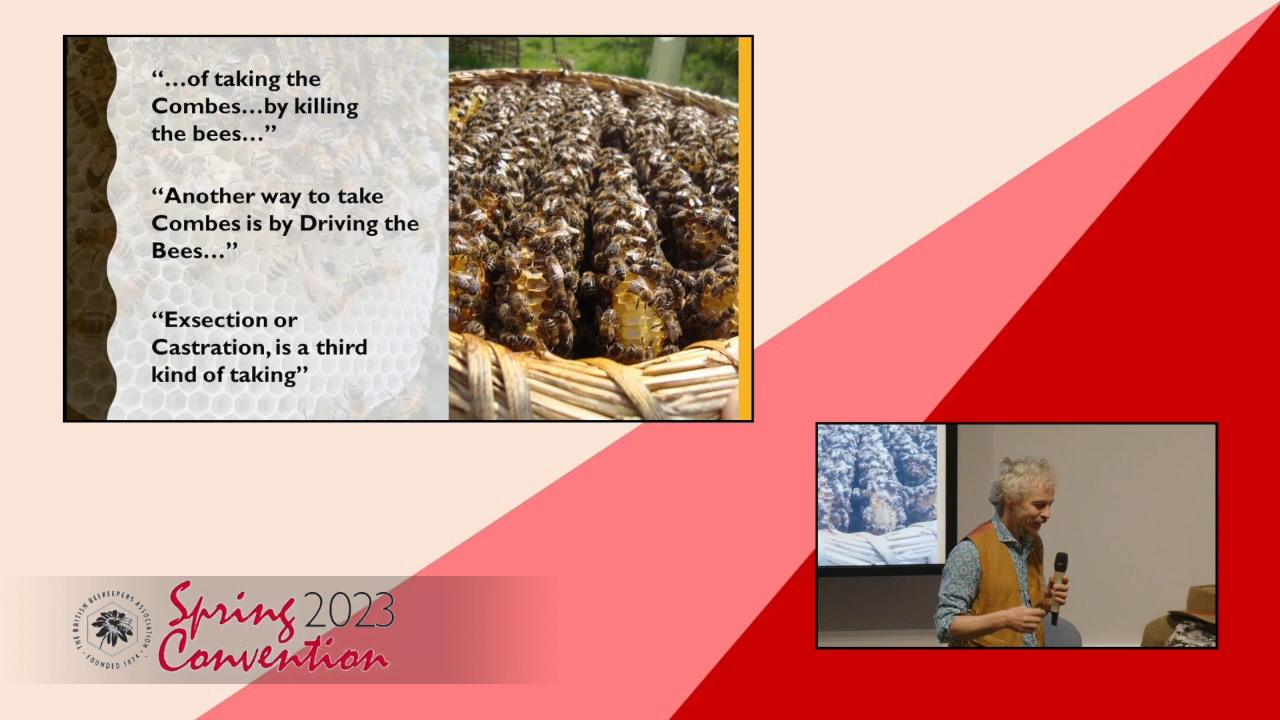 “…of taking the
Combes…by killing
the bees…”
“Another way to take
Combes is by Driving the
Bees…”
“Exsection or
Castration, is a third
kind of taking”
THE BRITISH BEEKEEPERS ASSOCIATION
FOUNDED 1874
Spring 2023
Convention